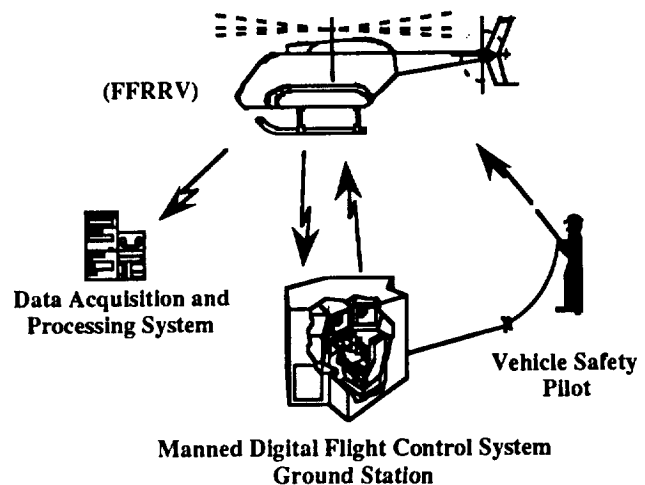 (FFRRV)
Data Acquisition and
Processing System
Vehicle Safety
Pilot
Manned Digital Flight Control System
Ground Station